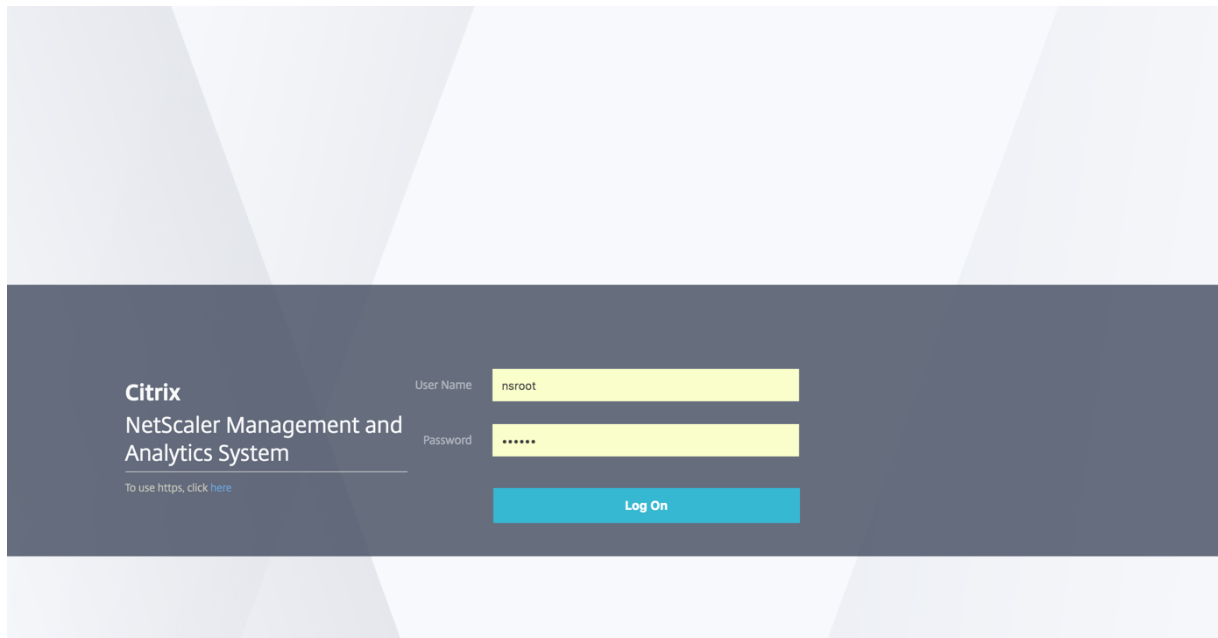 Citrix
NetScaler Management and
Analytics System
To use https, click here
User Name
nsroot
Password
••••••
Log On